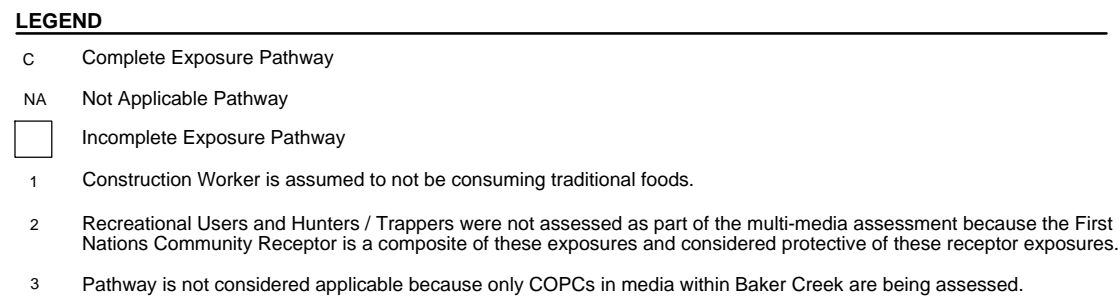 LEGEND
C Complete Exposure Pathway
NA Not Applicable Pathway
Incomplete Exposure Pathway
1 Construction Worker is assumed to not be consuming traditional foods.
2 Recreational Users and Hunters / Trappers were not assessed as part of the multi-media assessment because the First
Nations Community Receptor is a composite of these exposures and considered protective of these receptor exposures.
3 Pathway is not considered applicable because only COPCs in media within Baker Creek are being assessed.